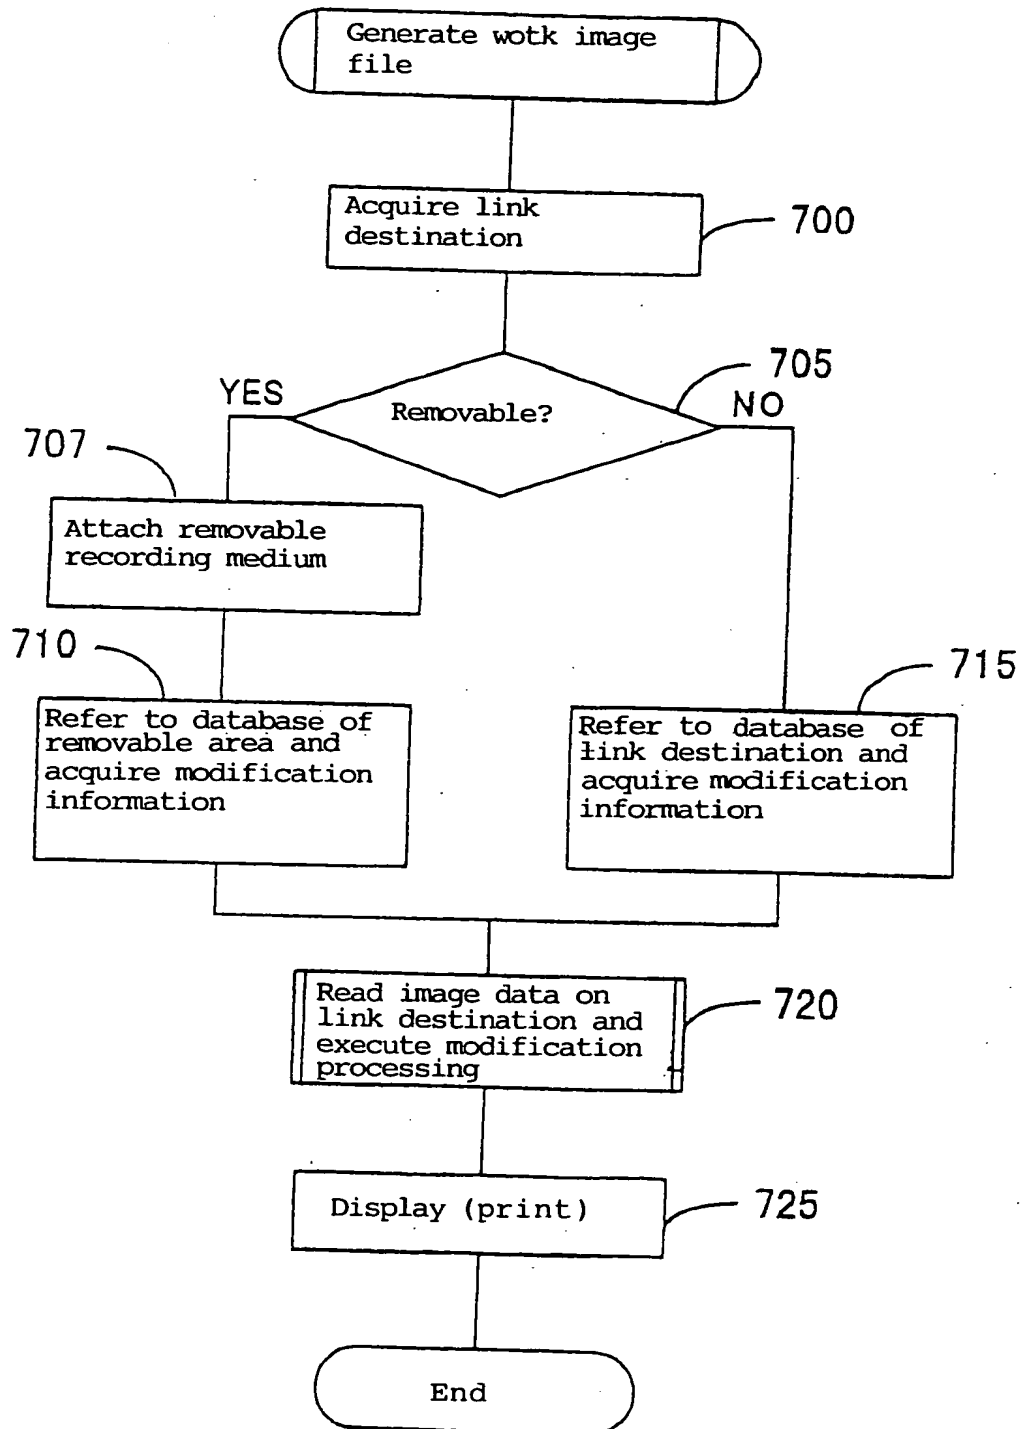 Generate wotk image
file
Acquire link
destination
700
705
YES
Removable?
NO
707
Attach removable
recording medium
710
Refer to database of
removable area and
acquire modification
information
715
Refer to database of
link destination and
acquire modification
information
Read image data on
link destination and
execute modification
processing
720
Display (print)
725
End